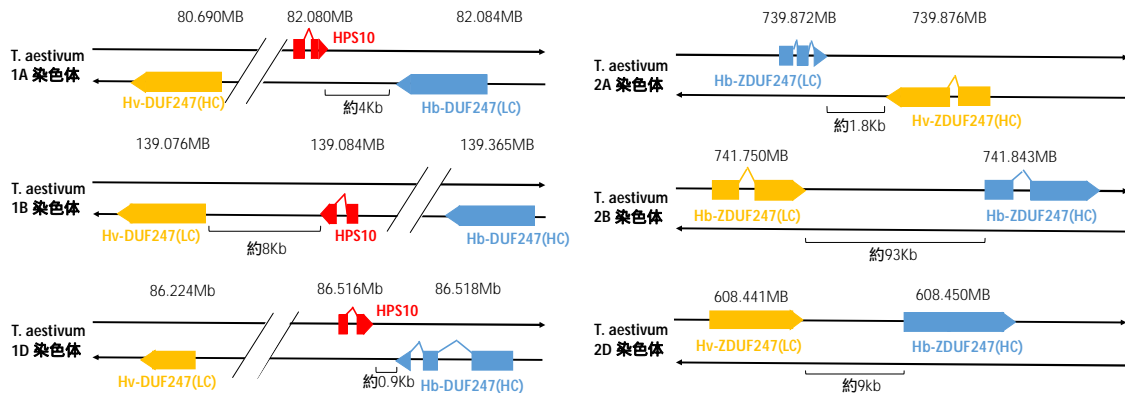 80.690MB 82.080MB 82.084MB
HPS10
T. aestivum
1A 染色体
Hv-DUF247(HC)
約4Kb
Hb-DUF247(LC)
139.076MB 139.084MB 139.365MB
T. aestivum
1B 染色体
Hv-DUF247(LC)
HPS10
Hb-DUF247(HC)
約8Kb
86.224Mb 86.516MB 86.518MB
HPS10
T. aestivum
1D 染色体
Hv-DUF247(LC)
約0.9Kb
Hb-DUF247(HC)
739.872MB 739.876MB
T. aestivum
2A 染色体
Hb-ZDUF247(LC)
Hv-ZDUF247(HC)
約1.8Kb
741.750MB 741.843MB
T. aestivum
2B 染色体
Hb-ZDUF247(LC)
Hb-ZDUF247(HC)
約93Kb
608.441MB 608.450MB
T. aestivum
2D 染色体
Hv-ZDUF247(LC)
Hb-ZDUF247(HC)
約9kb